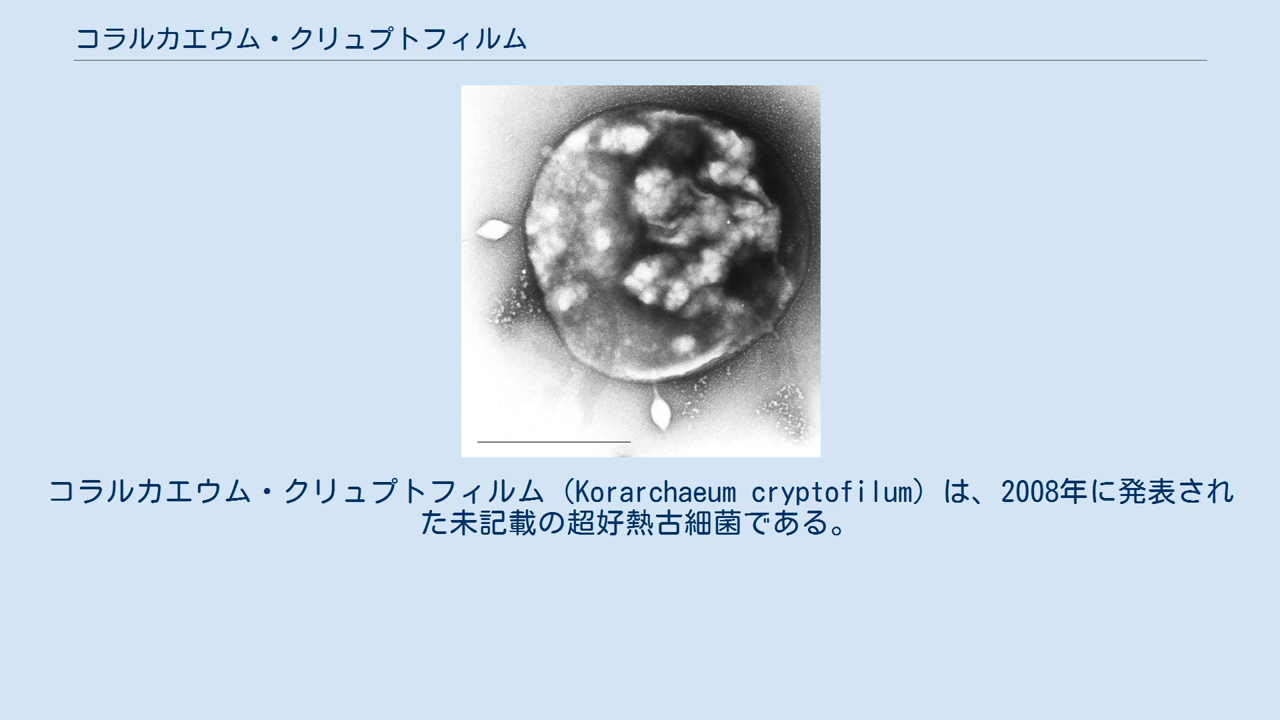 コラルカエウム・クリュプトフィルム
コラルカエウム・クリュプトフィルム（Korarchaeum cryptofilum）は、2008年に発表され
た未記載の超好熱古細菌である。